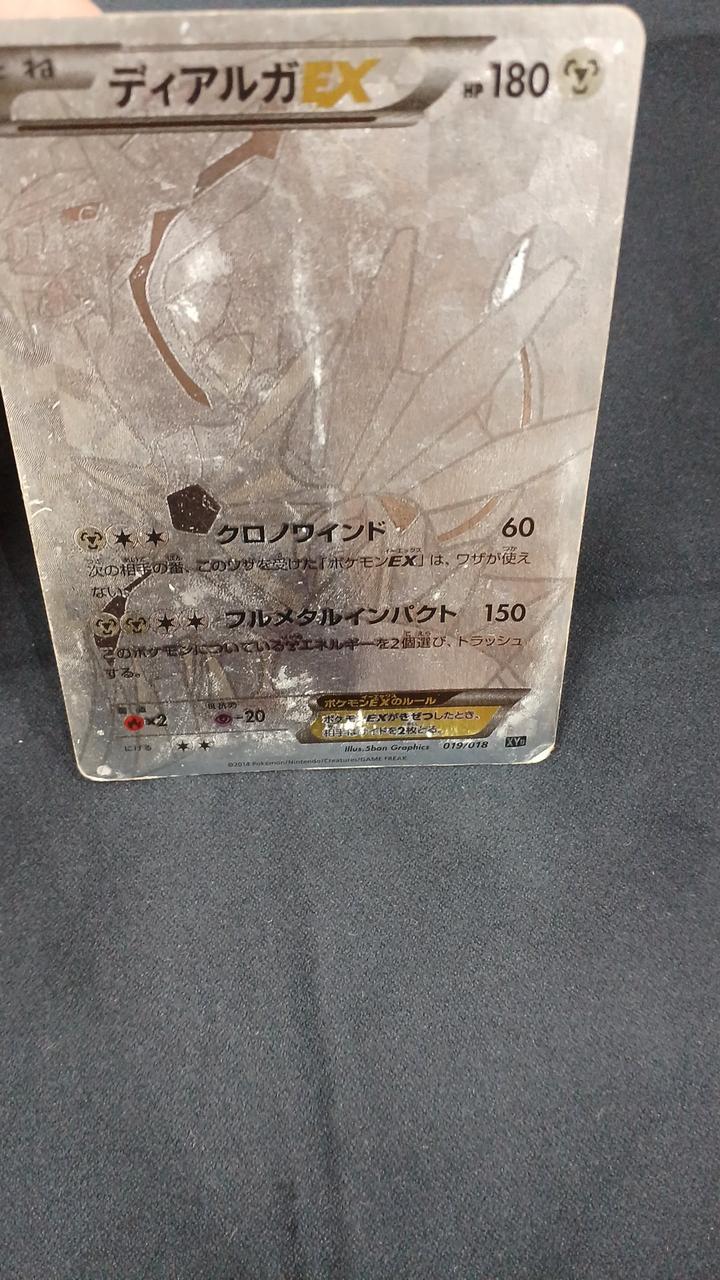 たね ディアルガEX HP180
クロノワインド 60
次の相手の番、このワザを受けた「ポケモンEX」は、ワザが使え
ない。
フルメタルインパクト 150
このポケモンについているエネルギーを2個選び、トラッシュ
する。
弱点 ×2 抵抗力 -20
ポケモンEXのルール
ポケモンEXがきぜつしたとき、
相手はサイドを2枚とる。
にげる
Illus.5ban Graphics 019/018 XY
©2014 Pokémon/Nintendo/Creatures/GAME FREAK.